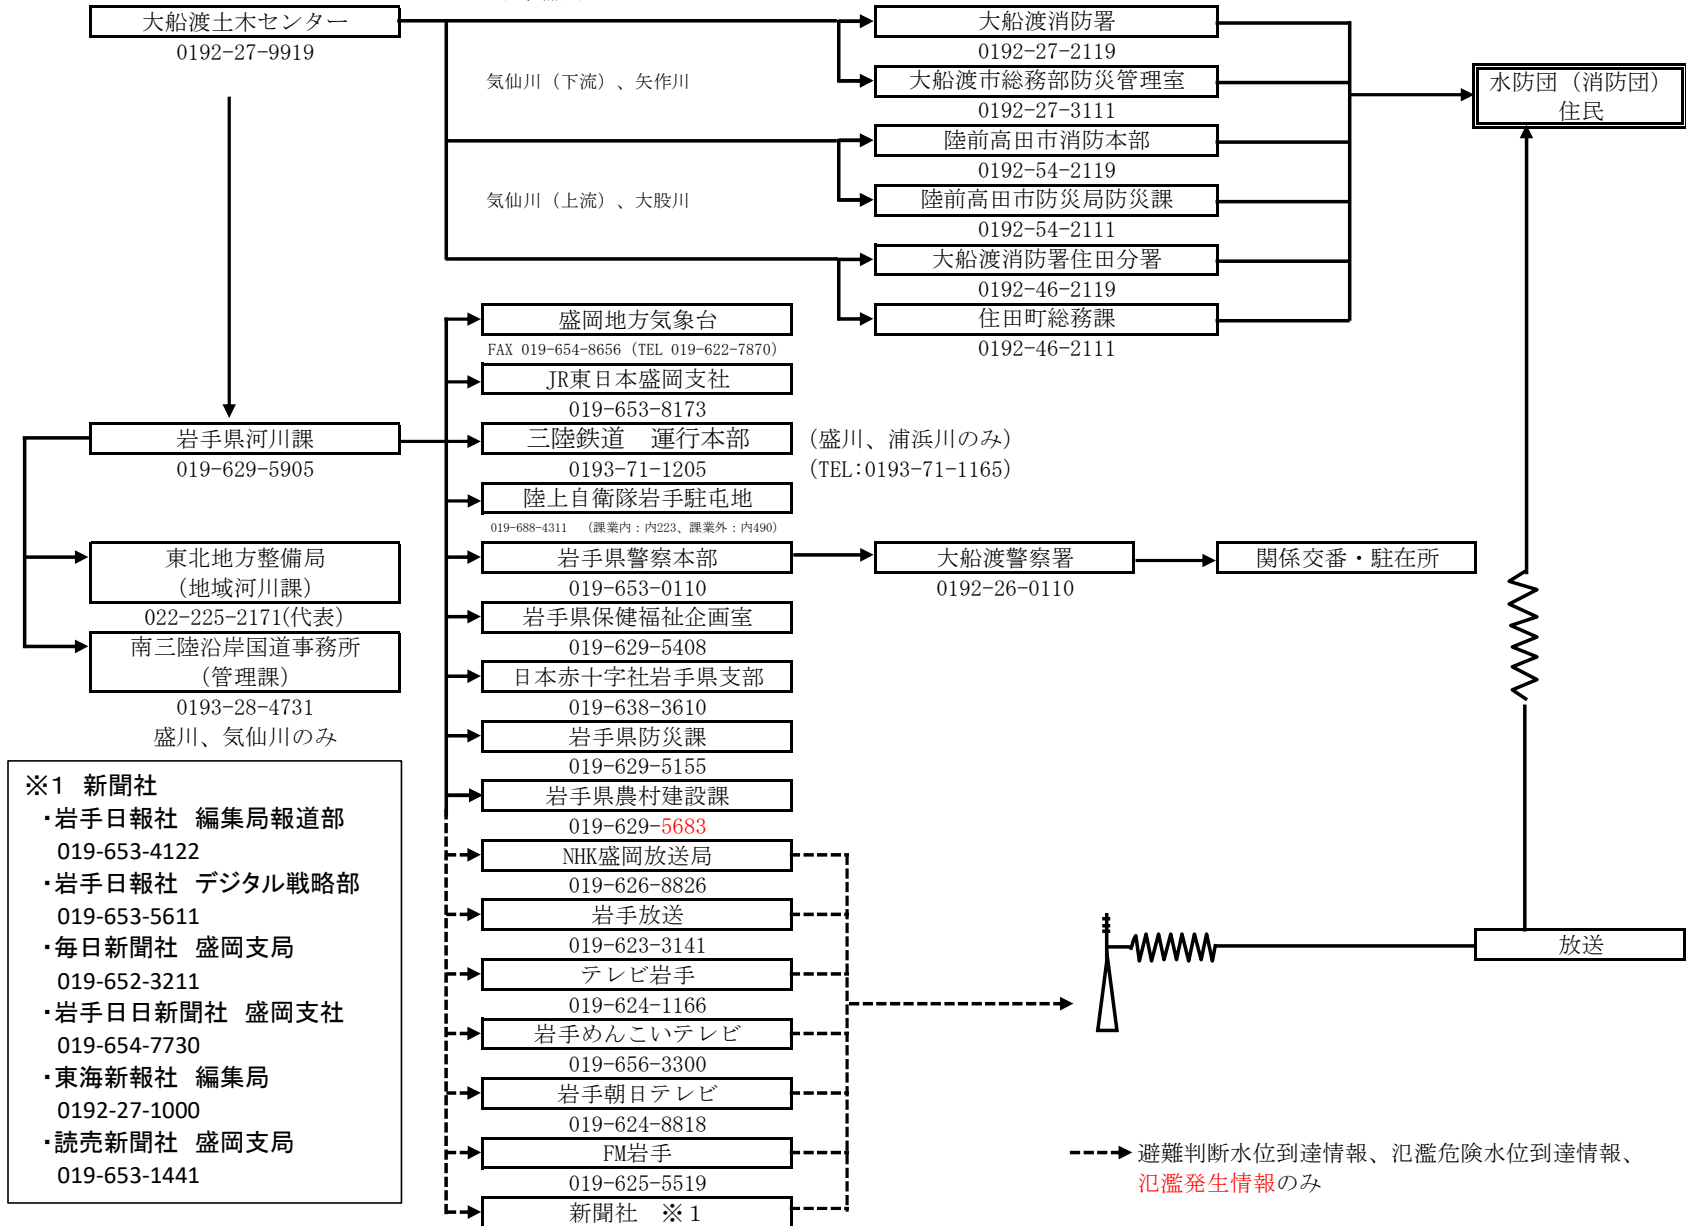 大船渡土木センター
0192-27-9919
大船渡消防署
0192-27-2119
気仙川（下流）、矢作川
大船渡市総務部防災管理室
0192-27-3111
水防団（消防団）
住民
陸前高田市消防本部
0192-54-2119
気仙川（上流）、大股川
陸前高田市防災局防災課
0192-54-2111
大船渡消防署住田分署
0192-46-2119
住田町総務課
0192-46-2111
盛岡地方気象台
FAX 019-654-8656（TEL 019-622-7870）
JR東日本盛岡支社
019-653-8173
岩手県河川課
019-629-5905
三陸鉄道　運行本部
0193-71-1205
（盛川、浦浜川のみ）
（TEL:0193-71-1165）
陸上自衛隊岩手駐屯地
019-688-4311　（課業内：内223、課業外：内490）
東北地方整備局
（地域河川課）
022-225-2171(代表)
岩手県警察本部
019-653-0110
大船渡警察署
0192-26-0110
関係交番・駐在所
岩手県保健福祉企画室
019-629-5408
南三陸沿岸国道事務所
（管理課）
0193-28-4731
盛川、気仙川のみ
日本赤十字社岩手県支部
019-638-3610
岩手県防災課
019-629-5155
岩手県農村建設課
019-629-5683
NHK盛岡放送局
019-626-8826
岩手放送
019-623-3141
テレビ岩手
019-624-1166
岩手めんこいテレビ
019-656-3300
岩手朝日テレビ
019-624-8818
FM岩手
019-625-5519
新聞社　※１
放送
※1　新聞社
・岩手日報社　編集局報道部
019-653-4122
・岩手日報社　デジタル戦略部
019-653-5611
・毎日新聞社　盛岡支局
019-652-3211
・岩手日日新聞社　盛岡支社
019-654-7730
・東海新報社　編集局
0192-27-1000
・読売新聞社　盛岡支局
019-653-1441
避難判断水位到達情報、氾濫危険水位到達情報、
氾濫発生情報のみ